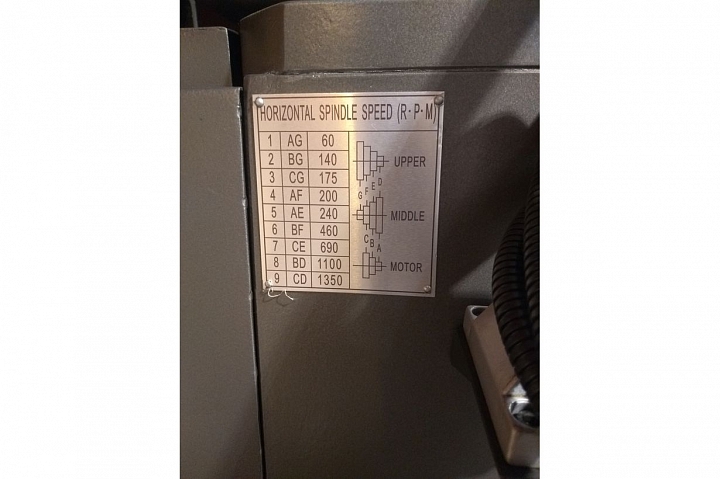 HORIZONTAL SPINDLE SPEED (R·P·M)
1 AG 60
2 BG 140
3 CG 175
4 AF 200
5 AE 240
6 BF 460
7 CE 690
8 BD 1100
9 CD 1350
UPPER
G F E D
MIDDLE
C B A
MOTOR